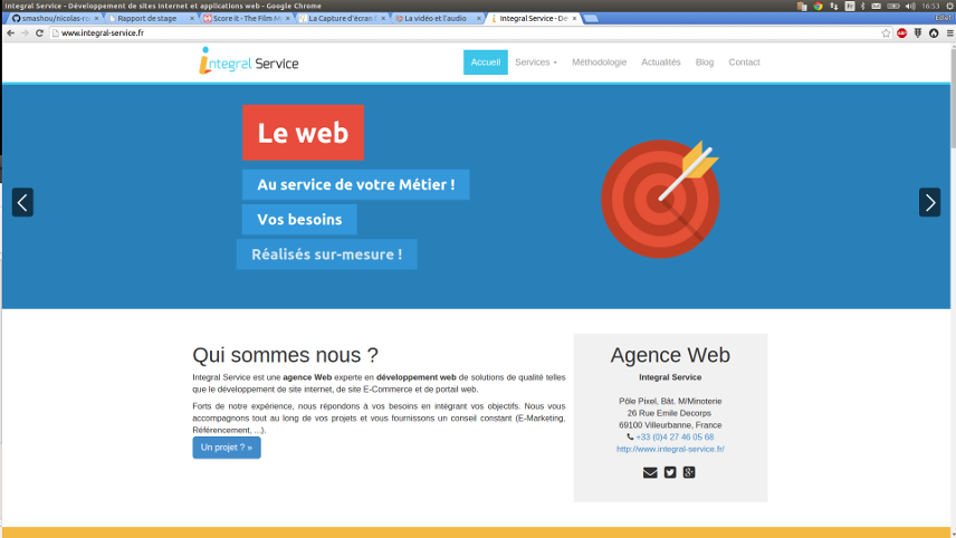 Integral Service - Développement de sites Internet et applications web - Google Chrome
Fr
16:53
smashou/nicolas-ro
Rapport de stage
Score it - The Film M
La Capture d'écran
La vidéo et l'audio
Integral Service - Dé
www.integral-service.fr
ABP
integral Service
Accueil
Services
Méthodologie
Actualités
Blog
Contact
Le web
Au service de votre Métier !
Vos besoins
Réalisés sur-mesure !
Qui sommes nous ?
Integral Service est une agence Web experte en développement web de solutions de qualité telles
que le développement de site internet, de site E-Commerce et de portail web.
Forts de notre expérience, nous répondons à vos besoins en intégrant vos objectifs. Nous vous
accompagnons tout au long de vos projets et vous fournissons un conseil constant (E-Marketing,
Référencement, ...).
Un projet ? »
Agence Web
Integral Service
Pôle Pixel, Bât. M/Minoterie
26 Rue Emile Decorps
69100 Villeurbanne, France
+33 (0)4 27 46 05 68
http://www.integral-service.fr/